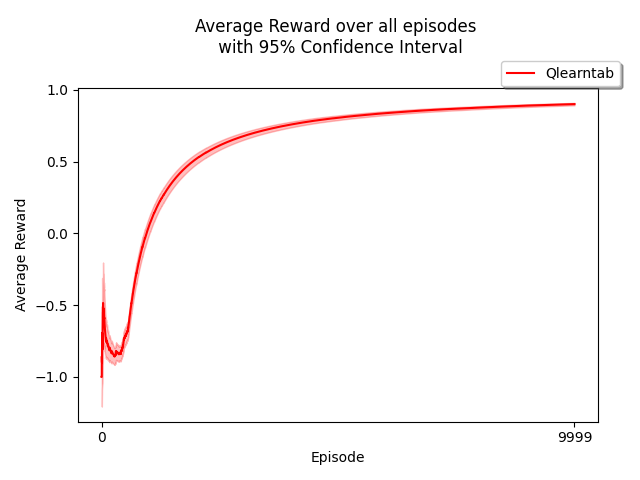 Average Reward over all episodes
with 95% Confidence Interval
Qlearntab
1.0
0.5
0.0
−0.5
−1.0
Average Reward
0
9999
Episode